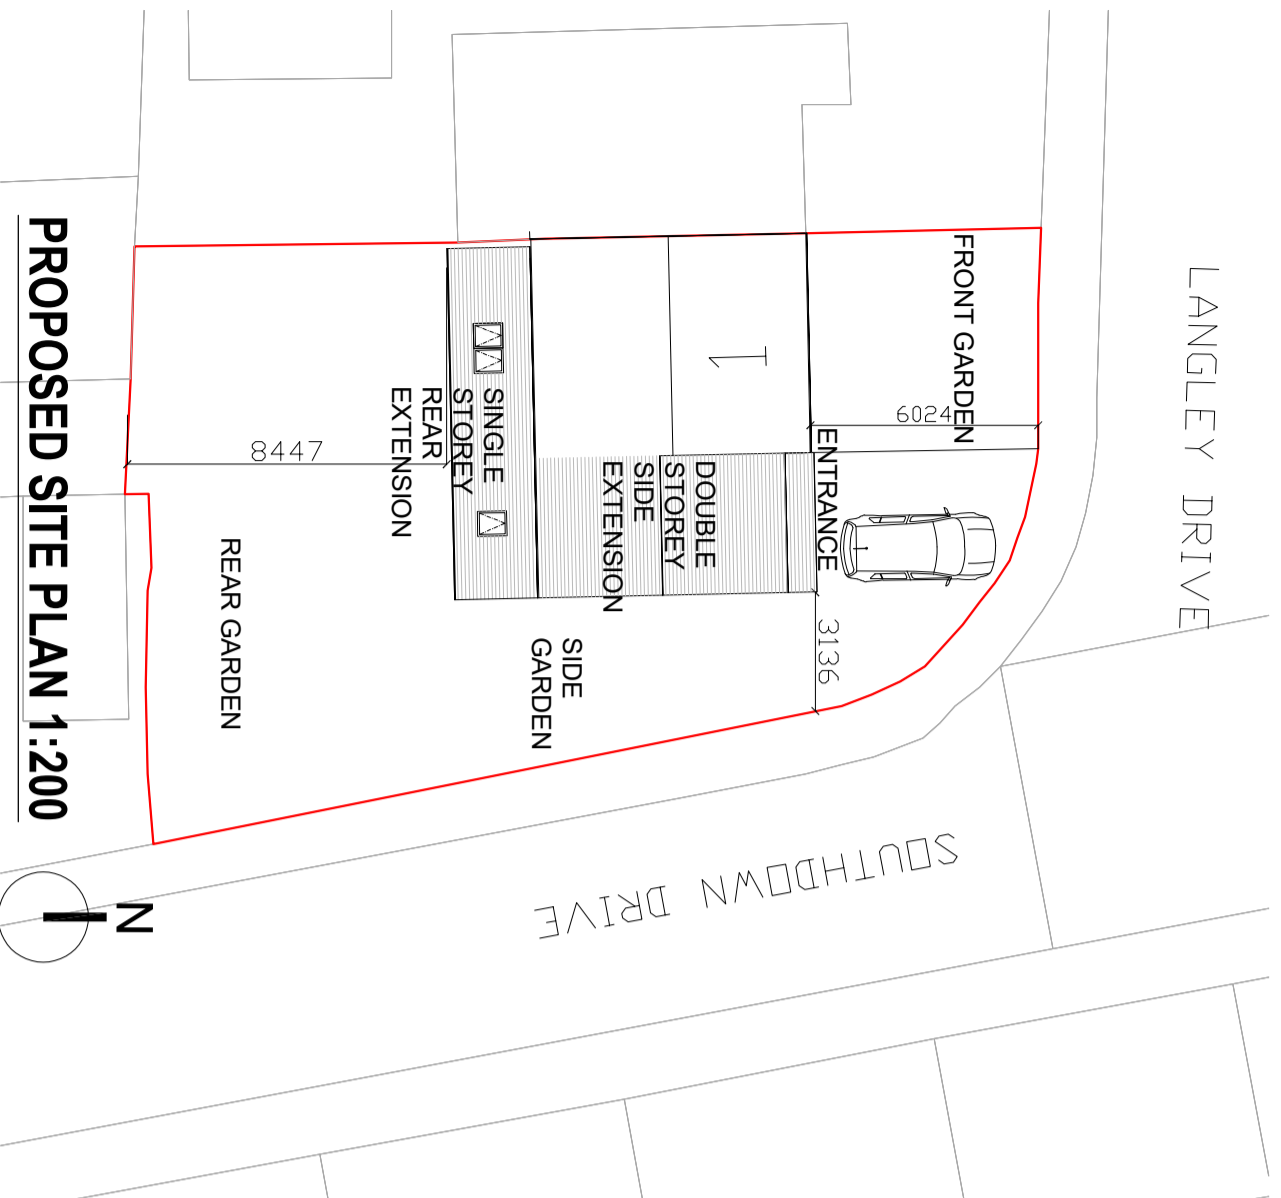 LANGLEY DRIVE
FRONT GARDEN
6024
ENTRANCE
1
3136
DOUBLE
STOREY
SIDE
EXTENSION
SIDE
GARDEN
SINGLE
STOREY
REAR
EXTENSION
8447
REAR GARDEN
SOUTHDOWN DRIVE
N
PROPOSED SITE PLAN 1:200